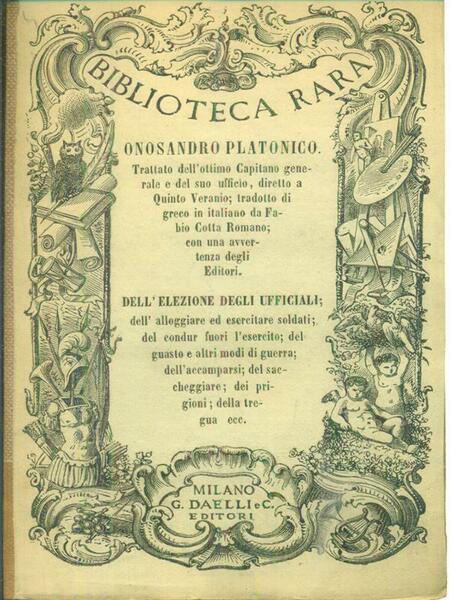 BIBLIOTECA RARA
ONOSANDRO PLATONICO.
Trattato dell'ottimo Capitano gene-
rale e del suo ufficio, diretto a
Quinto Veranio; tradotto di
greco in italiano da Fa-
bio Cotta Romano;
con una avver-
tenza degli
Editori.
DELL'ELEZIONE DEGLI UFFICIALI;
dell' alloggiare ed esercitare soldati;
del condur fuori l'esercito; del
guasto e altri modi di guerra;
dell'accamparsi; del sac-
cheggiare; dei pri-
gioni; della tre-
gua ecc.
MILANO
G. DAELLI e C.
EDITORI